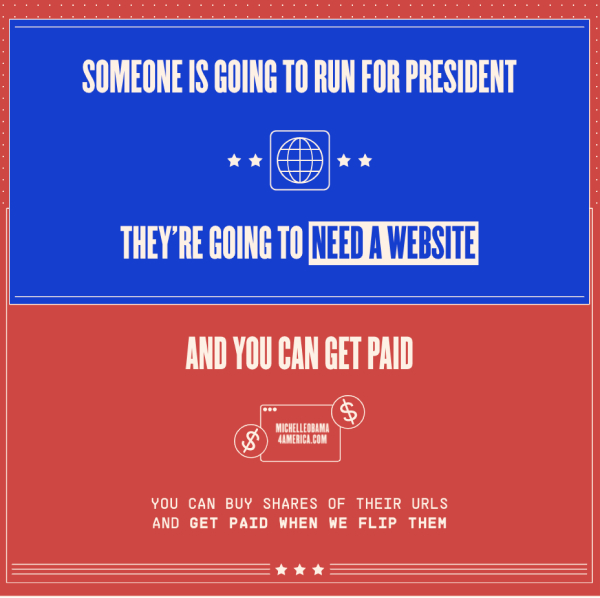 SOMEONE IS GOING TO RUN FOR PRESIDENT
THEY'RE GOING TO NEED A WEBSITE
AND YOU CAN GET PAID
$
MICHELLEOBAMA
4AMERICA.COM
$
YOU CAN BUY SHARES OF THEIR URLS
AND GET PAID WHEN WE FLIP THEM